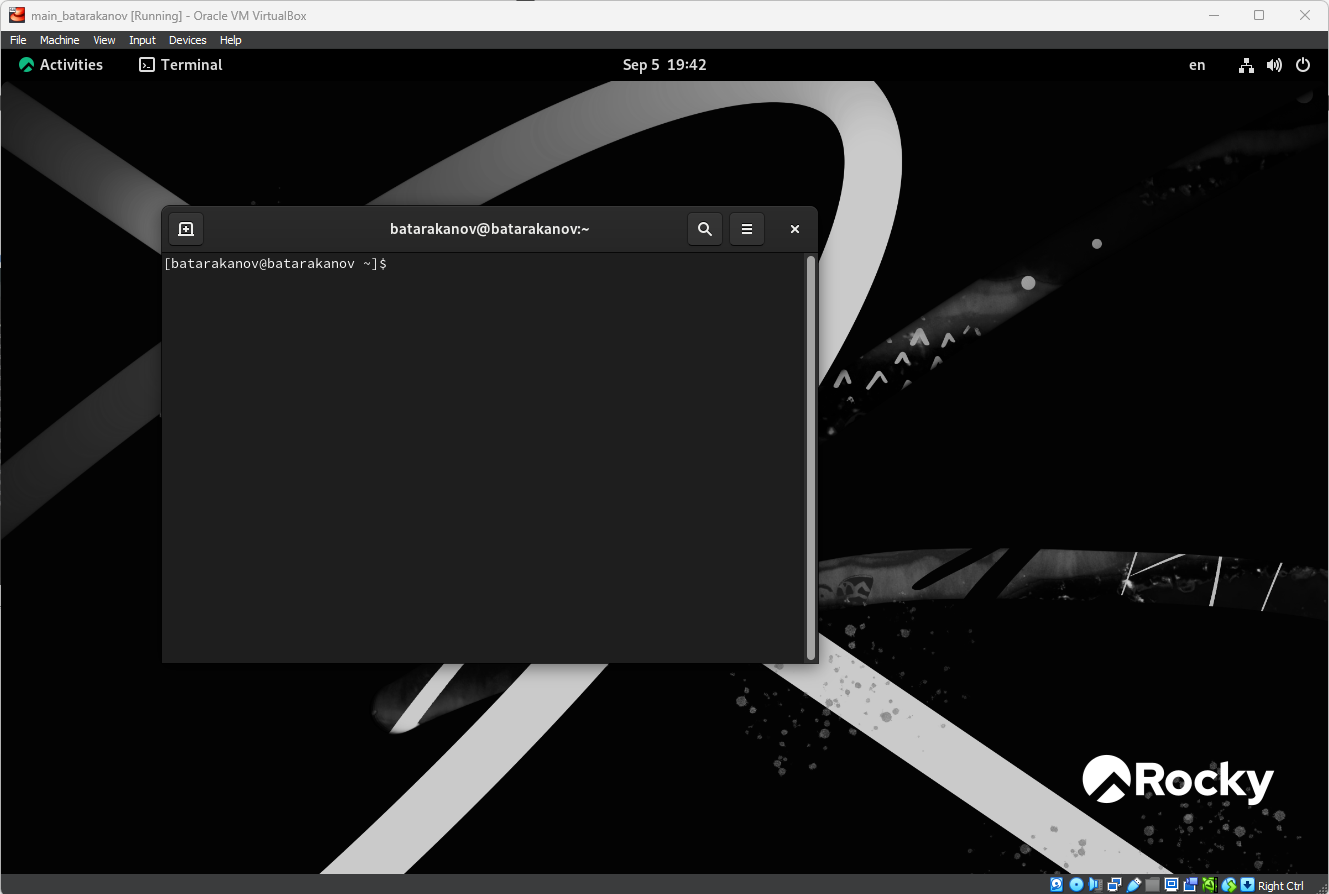 main_batarakanov [Running] - Oracle VM VirtualBox
File Machine View Input Devices Help
Activities Terminal Sep 5 19:42 en
batarakanov@batarakanov:~
[batarakanov@batarakanov ~]$
Rocky
Right Ctrl